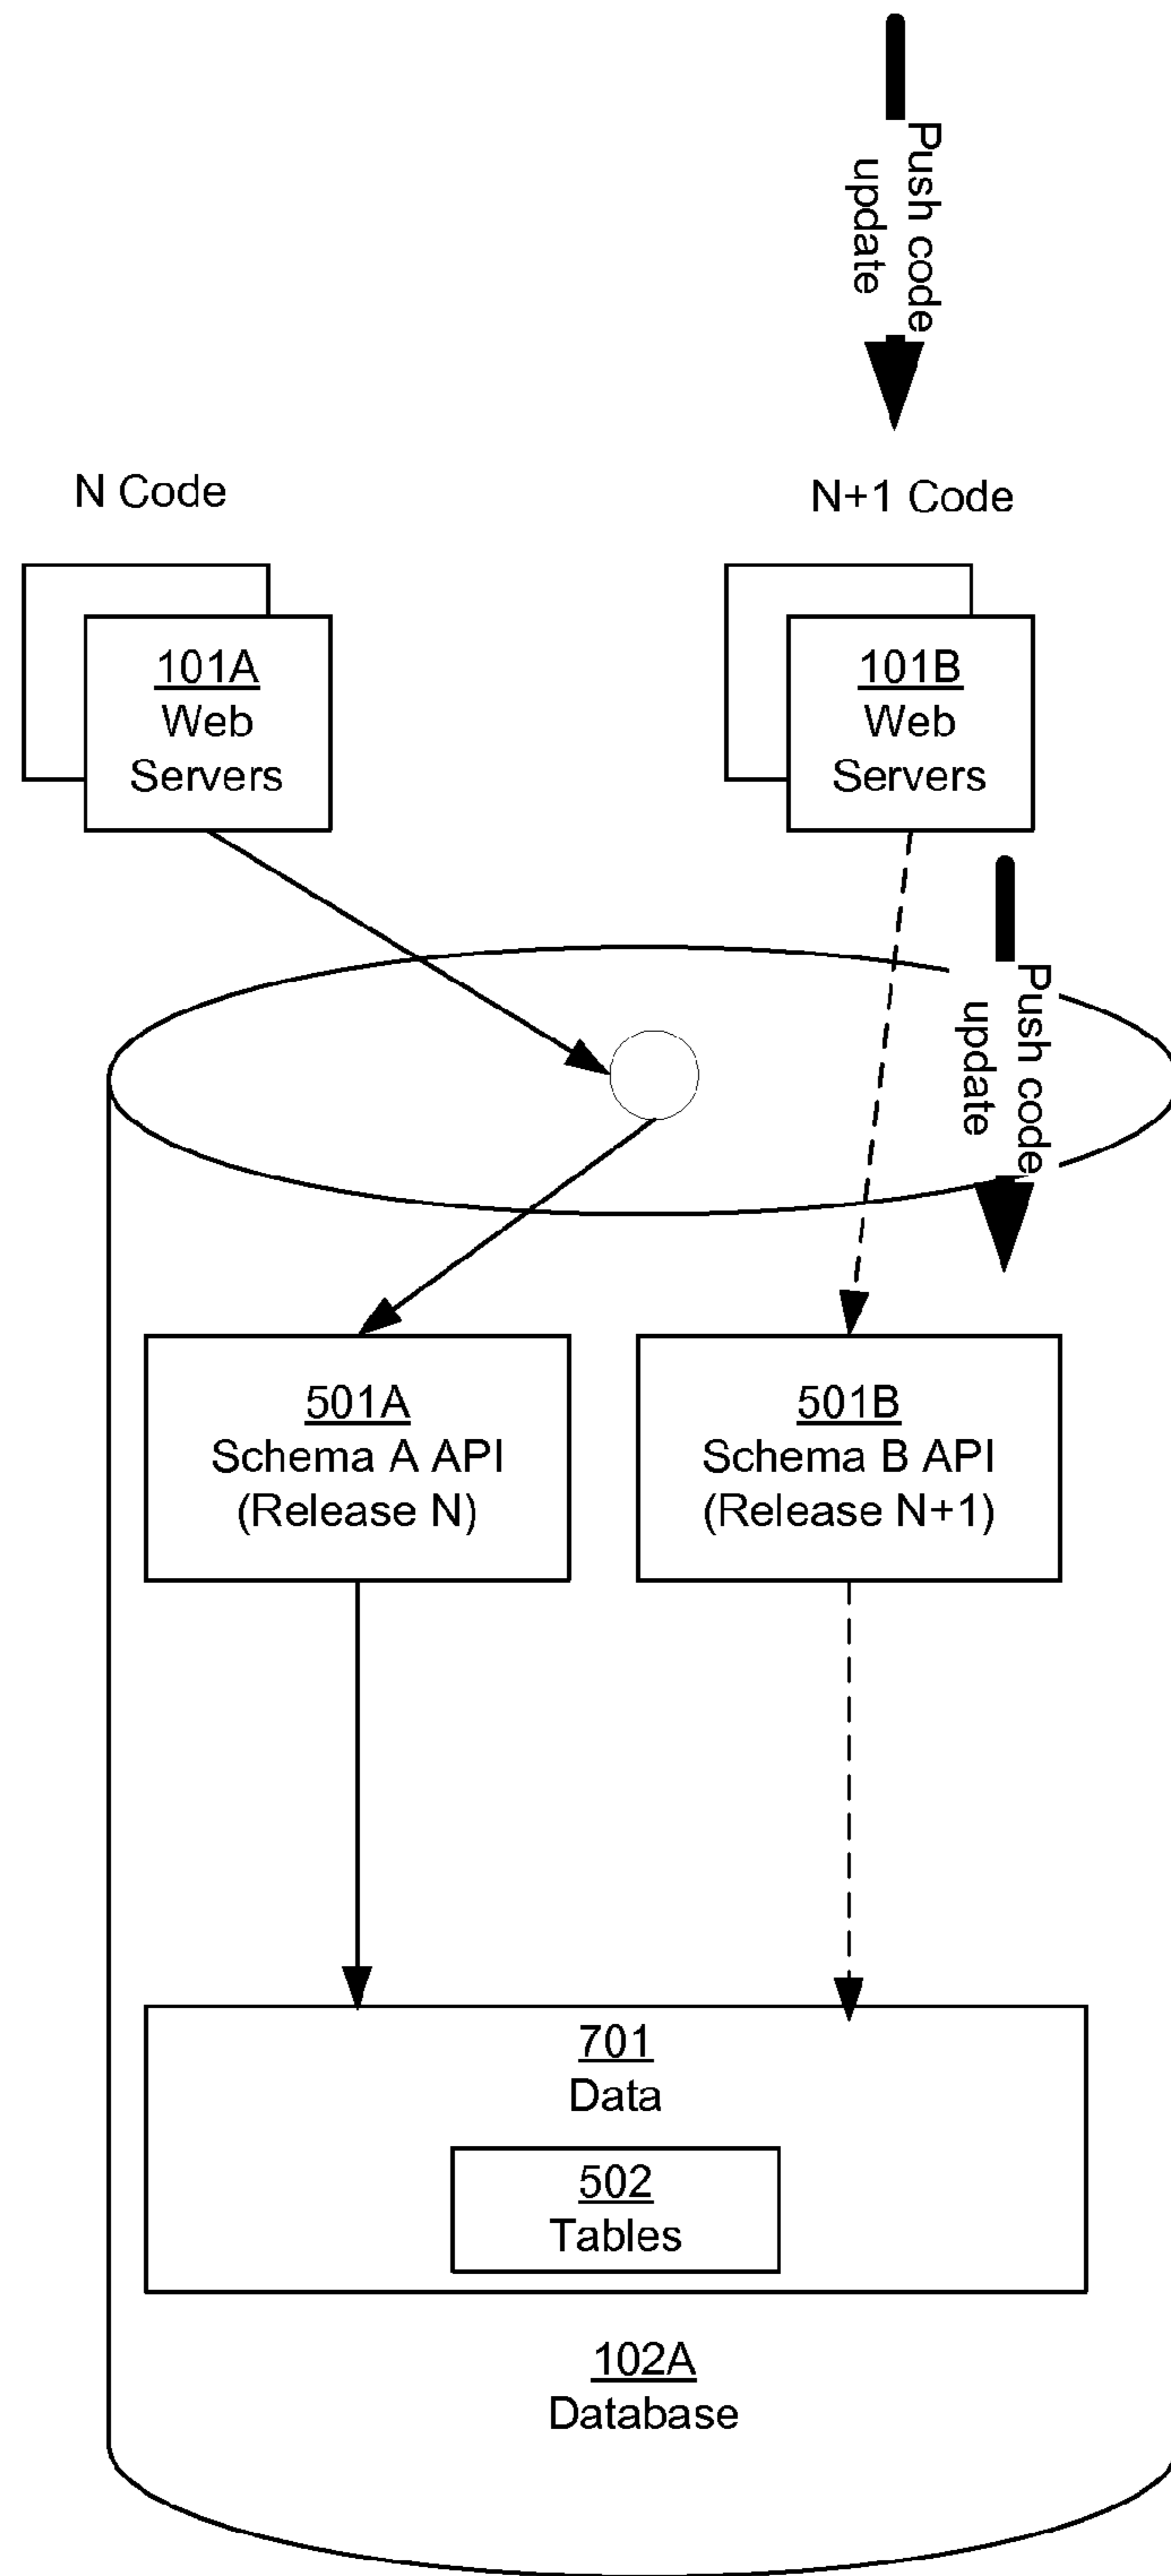 Push code
update
N Code
N+1 Code
101A
Web
Servers
101B
Web
Servers
Push code
update
501A
Schema A API
(Release N)
501B
Schema B API
(Release N+1)
701
Data
502
Tables
102A
Database